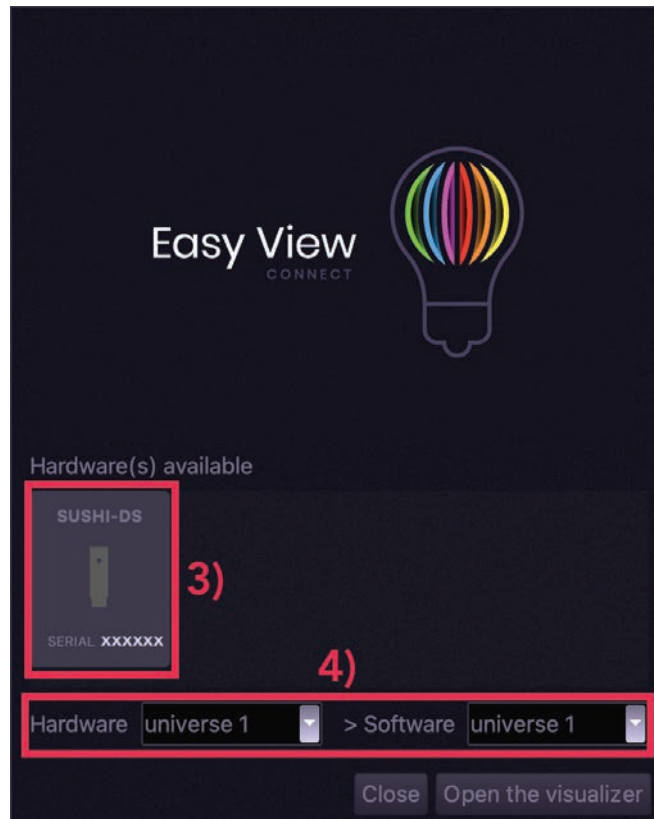 Easy View
CONNECT
Hardware(s) available
SUSHI-DS
3)
SERIAL XXXXXX
4)
Hardware universe 1 > Software universe 1
Close Open the visualizer